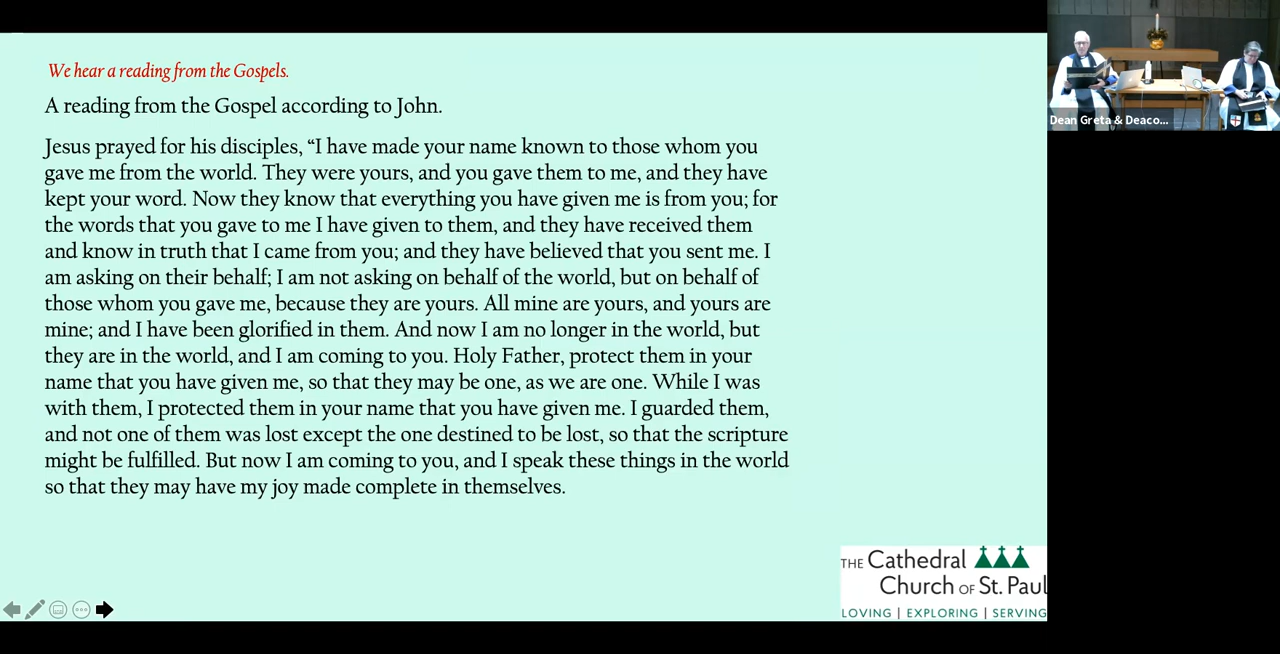 We hear a reading from the Gospels.
A reading from the Gospel according to John.
Jesus prayed for his disciples, “I have made your name known to those whom you
gave me from the world. They were yours, and you gave them to me, and they have
kept your word. Now they know that everything you have given me is from you; for
the words that you gave to me I have given to them, and they have received them
and know in truth that I came from you; and they have believed that you sent me. I
am asking on their behalf; I am not asking on behalf of the world, but on behalf of
those whom you gave me, because they are yours. All mine are yours, and yours are
mine; and I have been glorified in them. And now I am no longer in the world, but
they are in the world, and I am coming to you. Holy Father, protect them in your
name that you have given me, so that they may be one, as we are one. While I was
with them, I protected them in your name that you have given me. I guarded them,
and not one of them was lost except the one destined to be lost, so that the scripture
might be fulfilled. But now I am coming to you, and I speak these things in the world
so that they may have my joy made complete in themselves.
Dean Greta & Deaco...
THE Cathedral
Church OF St. Paul
LOVING | EXPLORING | SERVING